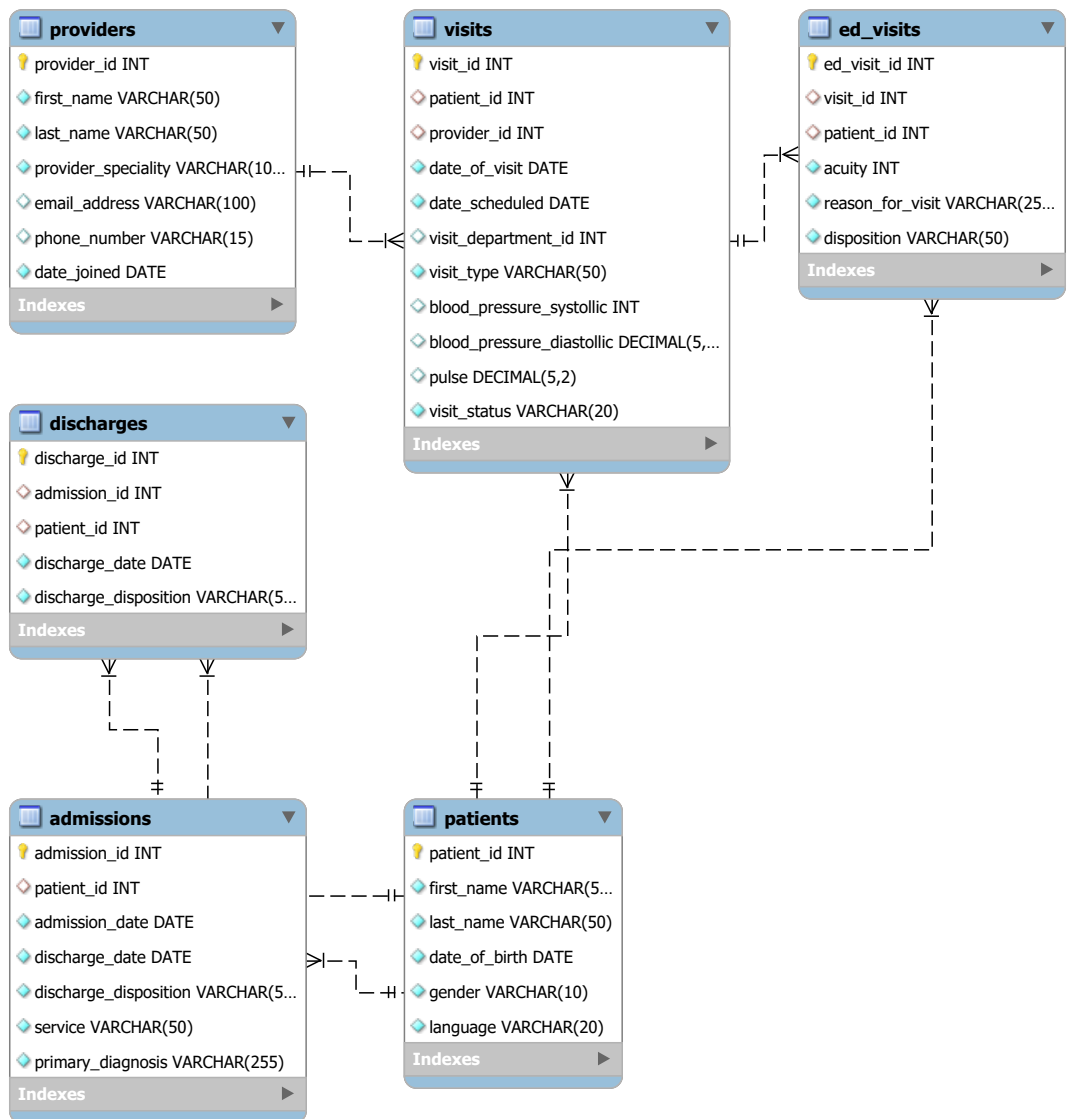 providers
provider_id INT
first_name VARCHAR(50)
last_name VARCHAR(50)
provider_speciality VARCHAR(10...
email_address VARCHAR(100)
phone_number VARCHAR(15)
date_joined DATE
Indexes
visits
visit_id INT
patient_id INT
provider_id INT
date_of_visit DATE
date_scheduled DATE
visit_department_id INT
visit_type VARCHAR(50)
blood_pressure_systollic INT
blood_pressure_diastollic DECIMAL(5,...
pulse DECIMAL(5,2)
visit_status VARCHAR(20)
Indexes
ed_visits
ed_visit_id INT
visit_id INT
patient_id INT
acuity INT
reason_for_visit VARCHAR(25...
disposition VARCHAR(50)
Indexes
discharges
discharge_id INT
admission_id INT
patient_id INT
discharge_date DATE
discharge_disposition VARCHAR(5...
Indexes
admissions
admission_id INT
patient_id INT
admission_date DATE
discharge_date DATE
discharge_disposition VARCHAR(5...
service VARCHAR(50)
primary_diagnosis VARCHAR(255)
Indexes
patients
patient_id INT
first_name VARCHAR(5...
last_name VARCHAR(50)
date_of_birth DATE
gender VARCHAR(10)
language VARCHAR(20)
Indexes